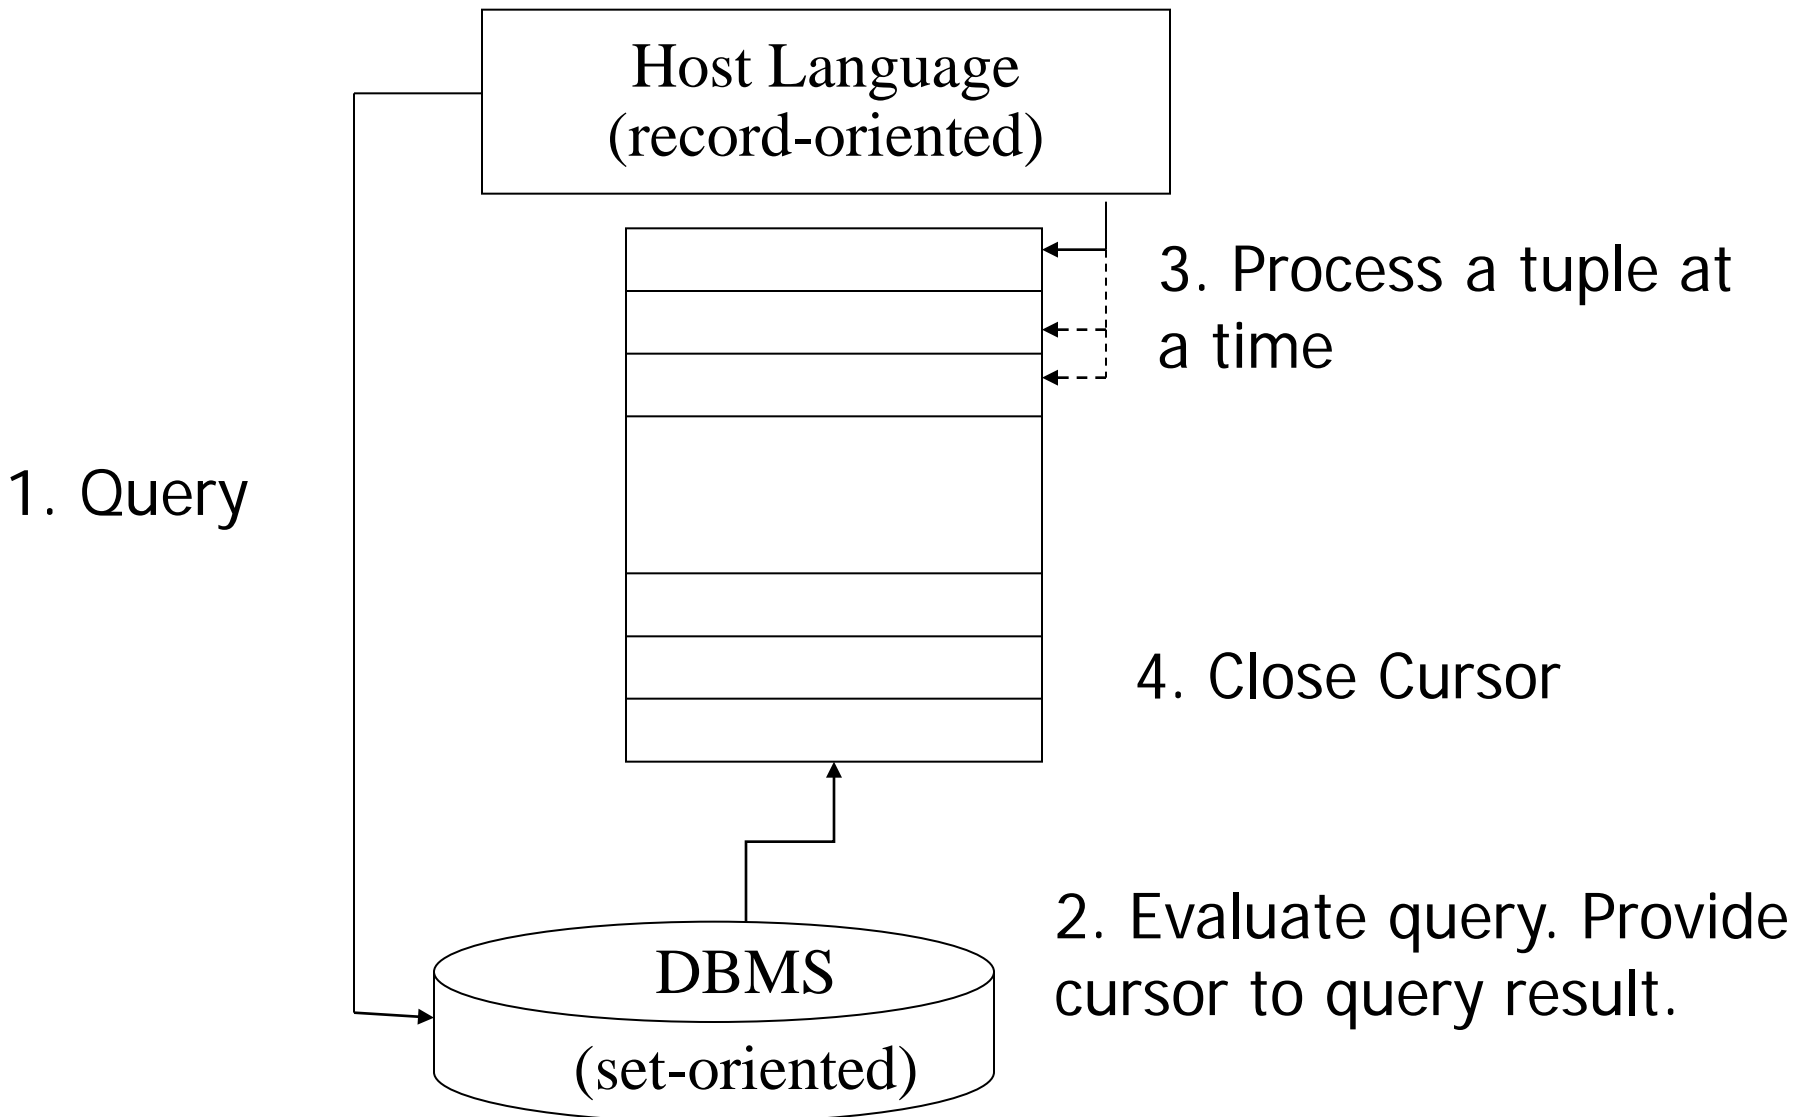 Host Language
(record-oriented)
3. Process a tuple at
a time
1. Query
4. Close Cursor
2. Evaluate query. Provide
cursor to query result.
DBMS
(set-oriented)